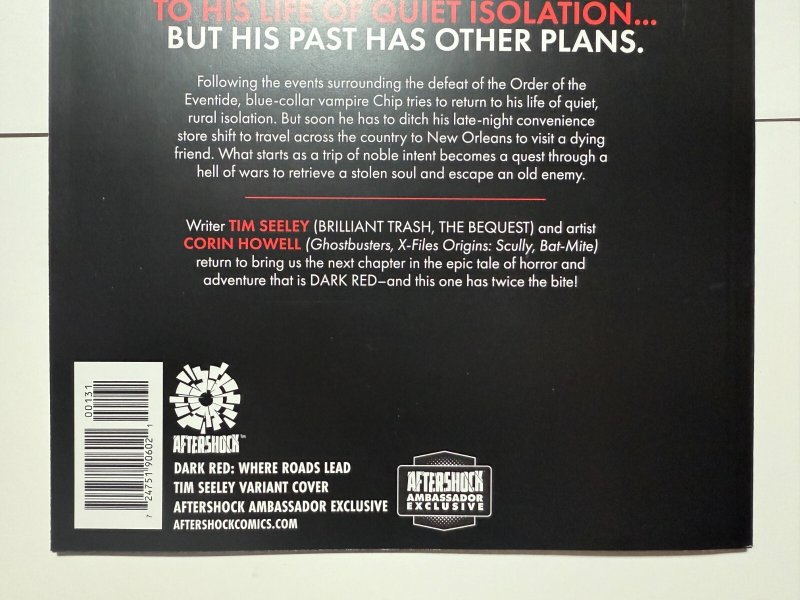 TO HIS LIFE OF QUIET ISOLATION...
BUT HIS PAST HAS OTHER PLANS.
Following the events surrounding the defeat of the Order of the
Eventide, blue-collar vampire Chip tries to return to his life of quiet,
rural isolation. But soon he has to ditch his late-night convenience
store shift to travel across the country to New Orleans to visit a dying
friend. What starts as a trip of noble intent becomes a quest through a
hell of wars to retrieve a stolen soul and escape an old enemy.
Writer TIM SEELEY (BRILLIANT TRASH, THE BEQUEST) and artist
CORIN HOWELL (Ghostbusters, X-Files Origins: Scully, Bat-Mite)
return to bring us the next chapter in the epic tale of horror and
adventure that is DARK RED–and this one has twice the bite!
00131
7 24751 90602 1
AFTERSHOCK™
DARK RED: WHERE ROADS LEAD
TIM SEELEY VARIANT COVER
AFTERSHOCK AMBASSADOR EXCLUSIVE
AFTERSHOCKCOMICS.COM
AFTERSHOCK
AMBASSADOR
EXCLUSIVE